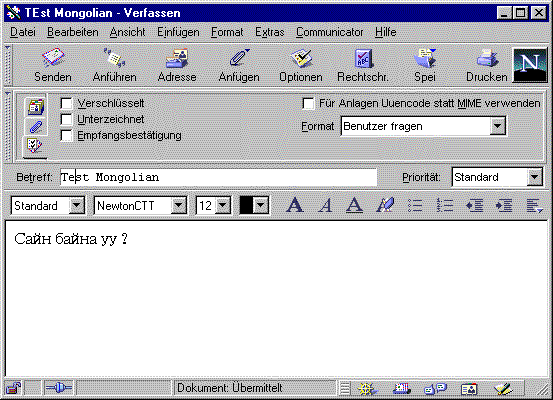 TEst Mongolian - Verfassen
Datei Bearbeiten Ansicht Einfügen Format Extras Communicator Hilfe
Senden Anführen Adresse Anfügen Optionen Rechtschr. Spei Drucken N
Verschlüsselt
Für Anlagen Uuencode statt MIME verwenden
Unterzeichnet
Format Benutzer fragen
Empfangsbestätigung
Betreff: Test Mongolian Priorität: Standard
Standard NewtonCTT 12 A A A A
Сайн байна уу ?
Dokument: Übermittelt